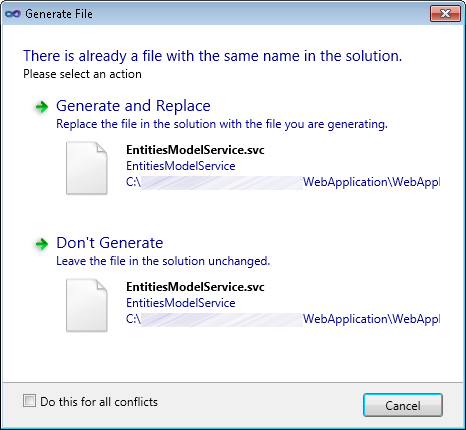 Generate File
There is already a file with the same name in the solution.
Please select an action
Generate and Replace
Replace the file in the solution with the file you are generating.
EntitiesModelService.svc
EntitiesModelService
C:\ WebApplication\WebAppl
Don't Generate
Leave the file in the solution unchanged.
EntitiesModelService.svc
EntitiesModelService
C:\ WebApplication\WebAppl
Do this for all conflicts
Cancel